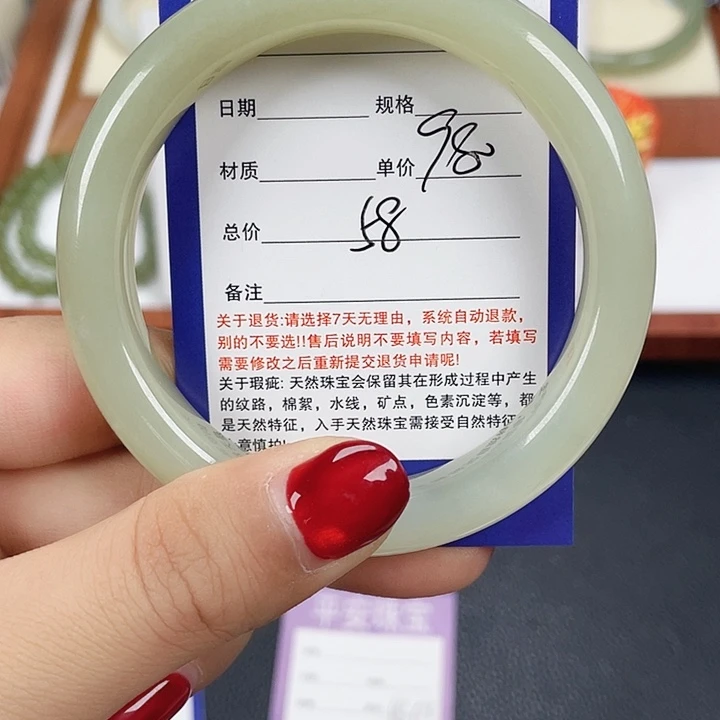 日期 规格
材质 单价 980
总价 58
备注
关于退货:请选择7天无理由，系统自动退款，
别的不要选!!售后说明不要填写内容，若填写
需要修改之后重新提交退货申请呢!
关于瑕疵: 天然珠宝会保留其在形成过程中产生
的纹路，棉絮，水线，矿点，色素沉淀等，都
是天然特征，入手天然珠宝需接受自然特征
意慎拍!